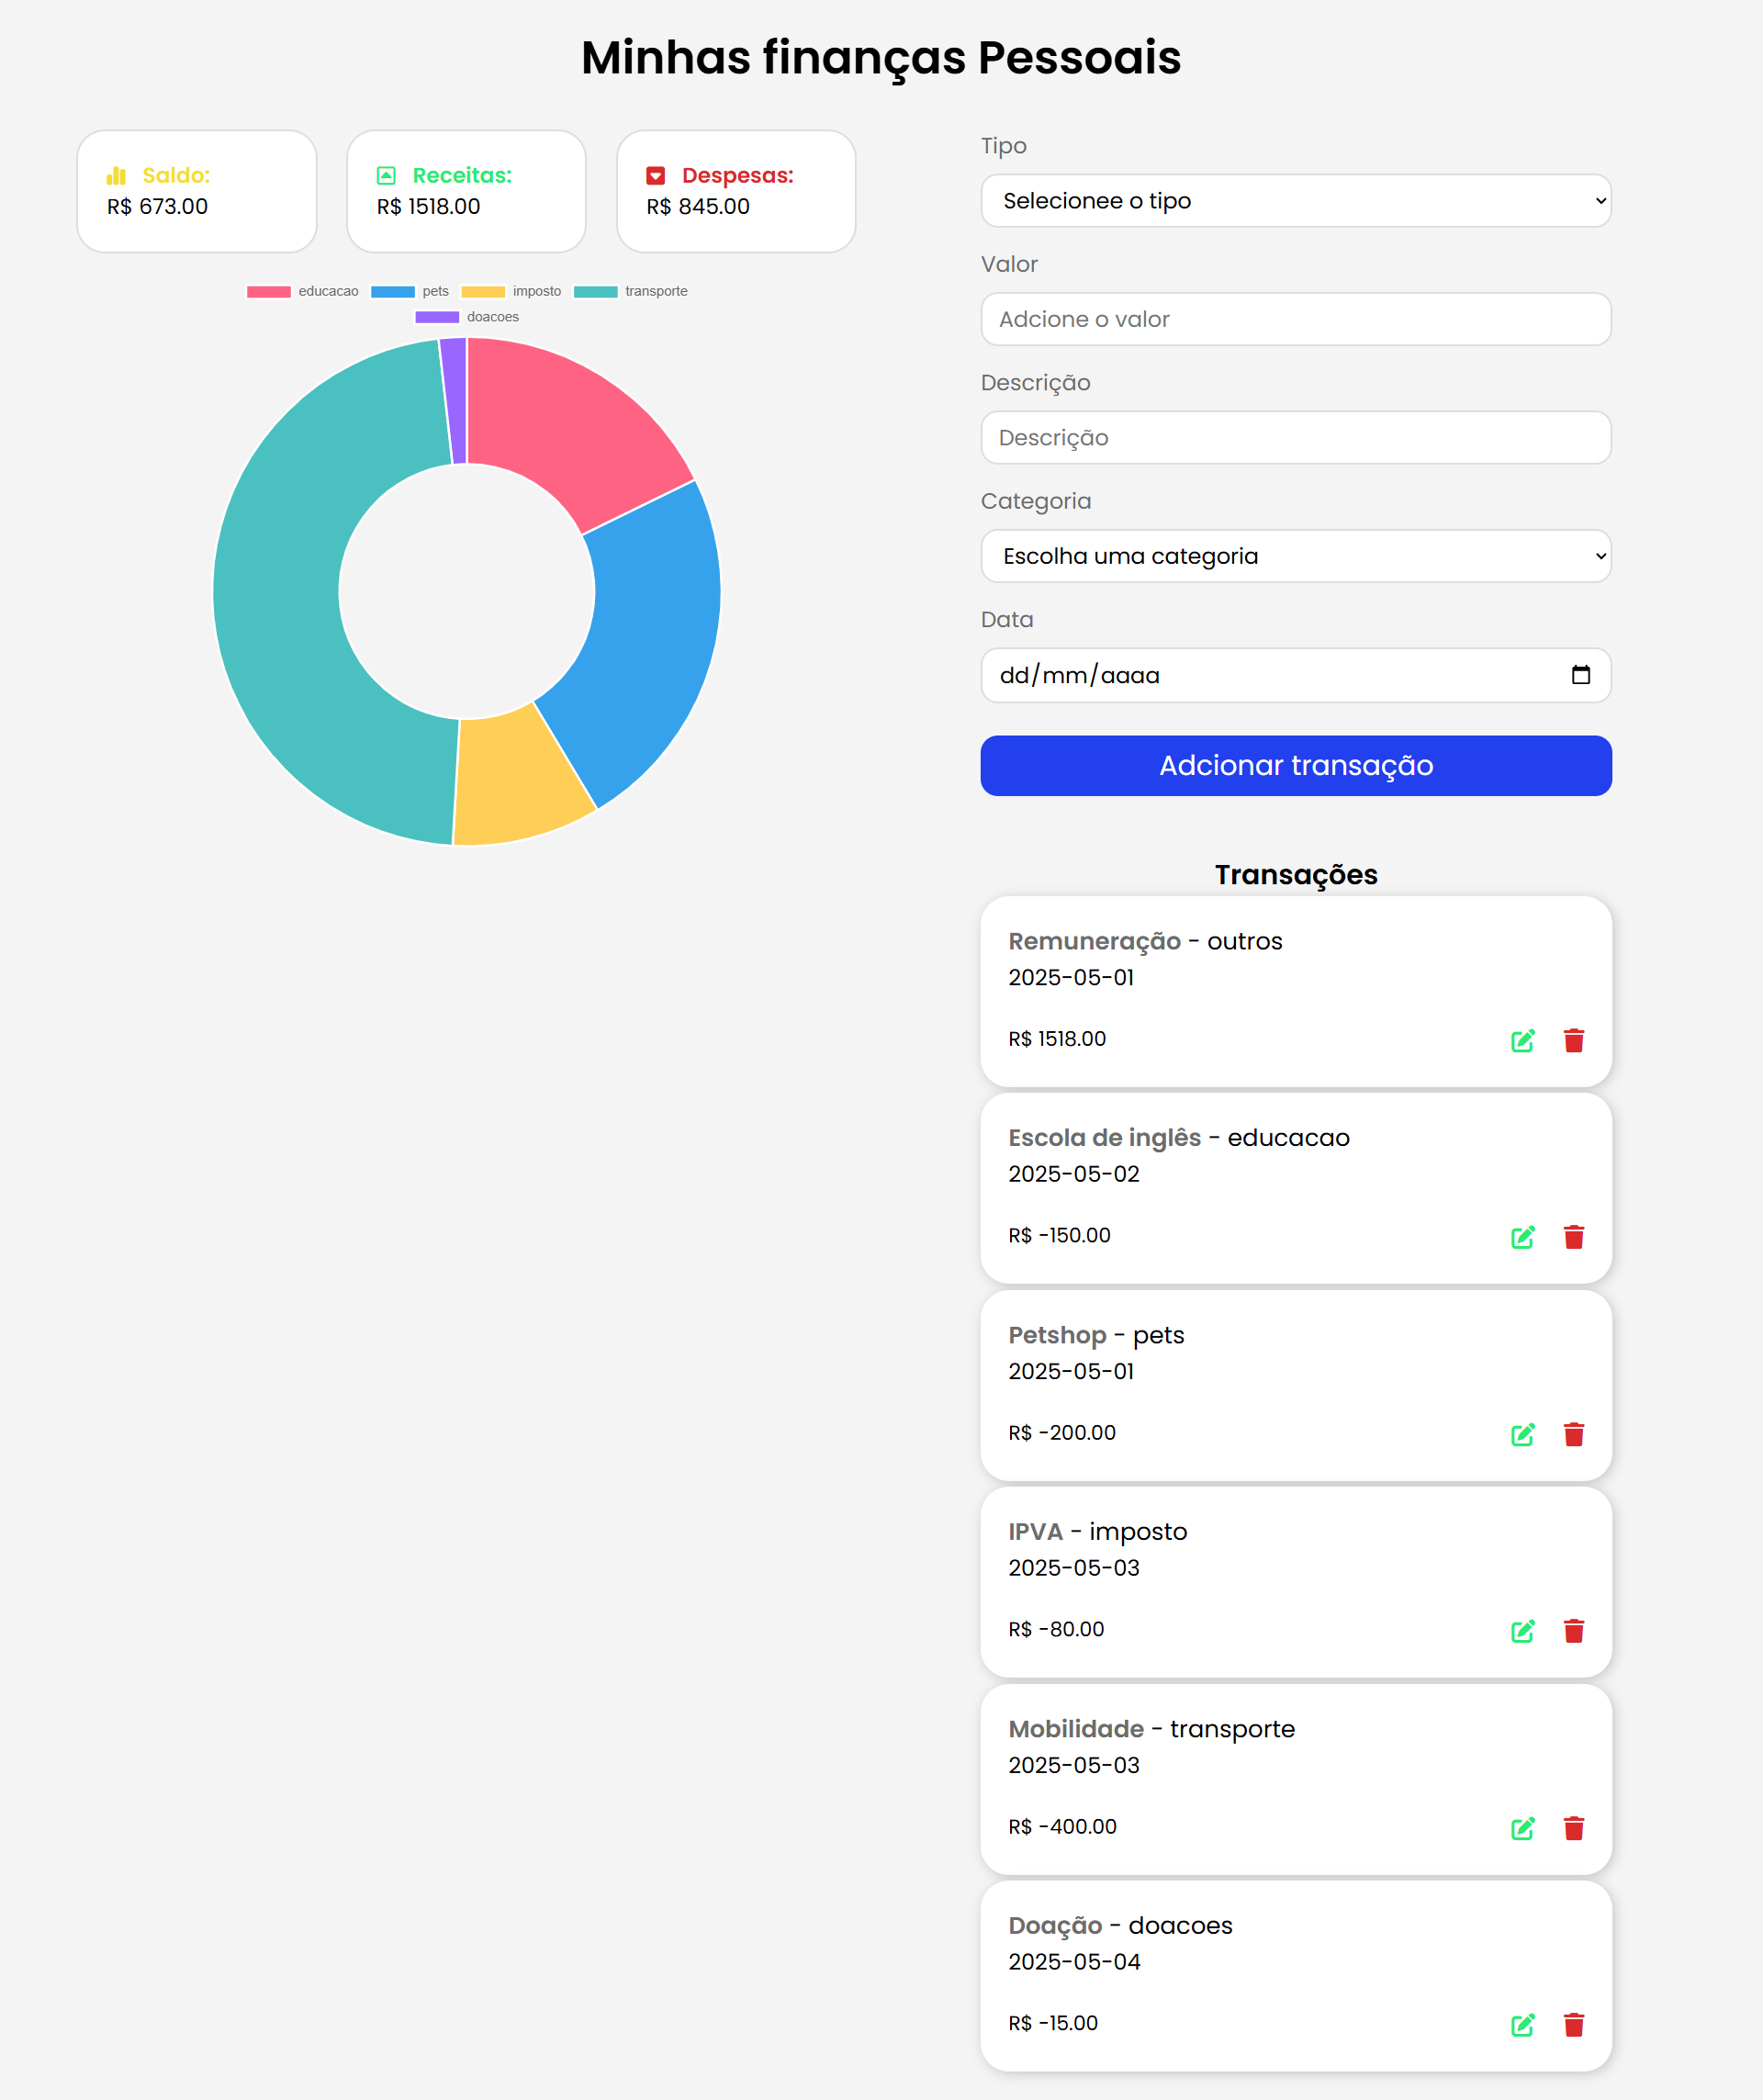 Minhas finanças Pessoais
Saldo:
R$ 673.00
Receitas:
R$ 1518.00
Despesas:
R$ 845.00
educacao pets imposto transporte
doacoes
Tipo
Selecionee o tipo
Valor
Adcione o valor
Descrição
Descrição
Categoria
Escolha uma categoria
Data
dd/mm/aaaa
Adcionar transação
Transações
Remuneração - outros
2025-05-01
R$ 1518.00
Escola de inglês - educacao
2025-05-02
R$ -150.00
Petshop - pets
2025-05-01
R$ -200.00
IPVA - imposto
2025-05-03
R$ -80.00
Mobilidade - transporte
2025-05-03
R$ -400.00
Doação - doacoes
2025-05-04
R$ -15.00